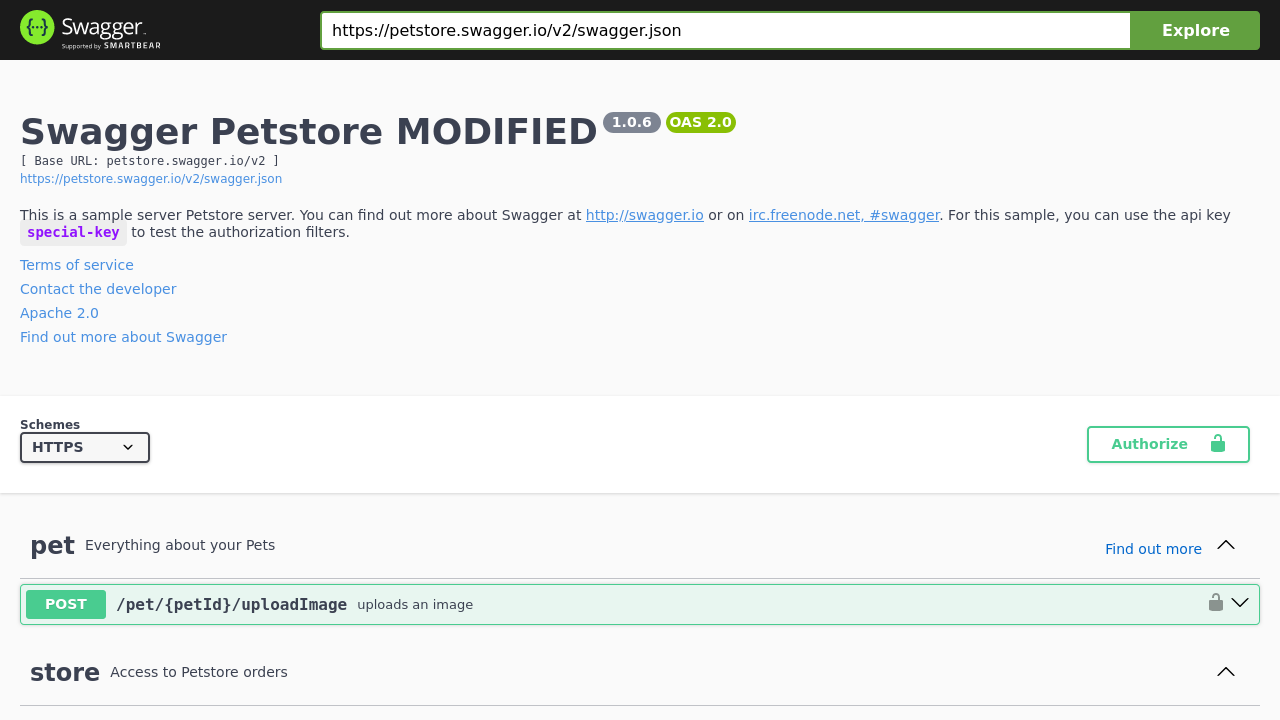 Swagger
Supported by SMARTBEAR
https://petstore.swagger.io/v2/swagger.json
Explore
Swagger Petstore MODIFIED 1.0.6 OAS 2.0
[ Base URL: petstore.swagger.io/v2 ]
https://petstore.swagger.io/v2/swagger.json
This is a sample server Petstore server. You can find out more about Swagger at http://swagger.io or on irc.freenode.net, #swagger. For this sample, you can use the api key
special-key to test the authorization filters.
Terms of service
Contact the developer
Apache 2.0
Find out more about Swagger
Schemes
HTTPS
Authorize
pet Everything about your Pets
Find out more
POST /pet/{petId}/uploadImage uploads an image
store Access to Petstore orders